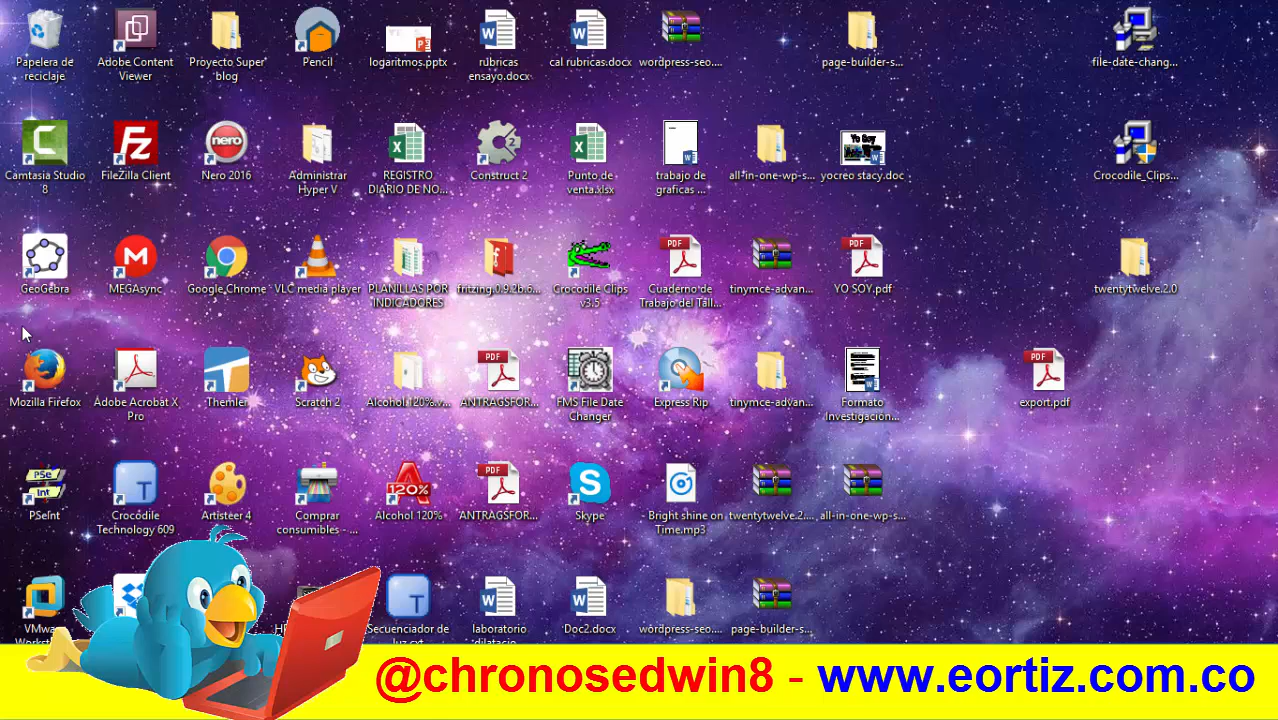 Papelera de
reciclaje
Adobe Content
Viewer
Proyecto Super
blog
Pencil
logaritmos.pptx
rubricas
ensayo.docx
cal rubricas.docx
wordpress-seo....
page-builder-s...
file-date-chang...
Camtasia Studio
8
FileZilla Client
Nero 2016
Administrar
Hyper V
REGISTRO
DIARIO DE NO...
Construct 2
Punto de
venta.xlsx
trabajo de
graficas ...
all-in-one-wp-s...
yocreo stacy.doc
Crocodile_Clips...
GeoGebra
MEGAsync
Google Chrome
VLC media player
PLANILLAS POR
INDICADORES
fritzing.0.9.2b.6...
Crocodile Clips
v3.5
Cuaderno de
Trabajo del Táll...
tinymce-advan...
YO SOY.pdf
twentytwelve.2.0
Mozilla Firefox
Adobe Acrobat X
Pro
Themler
Scratch 2
Alcohol.120%.v...
ANTRAGSFOR...
FMS File Date
Changer
Express Rip
tinymce-advan...
Formato
Investigacion...
export.pdf
PSeInt
Crocodile
Technology 609
Artisteer 4
Comprar
consumibles - ...
Alcohol 120%
ANTRAGSFOR...
Skype
- Bright shine on
Time.mp3
twentytwelve.2....
all-in-one-wp-s...
VMw
Secuenciador de
laboratorio
Doc2.docx
wordpress-seo....
page-builder-s...
@chronosedwin8 - www.eortiz.com.co